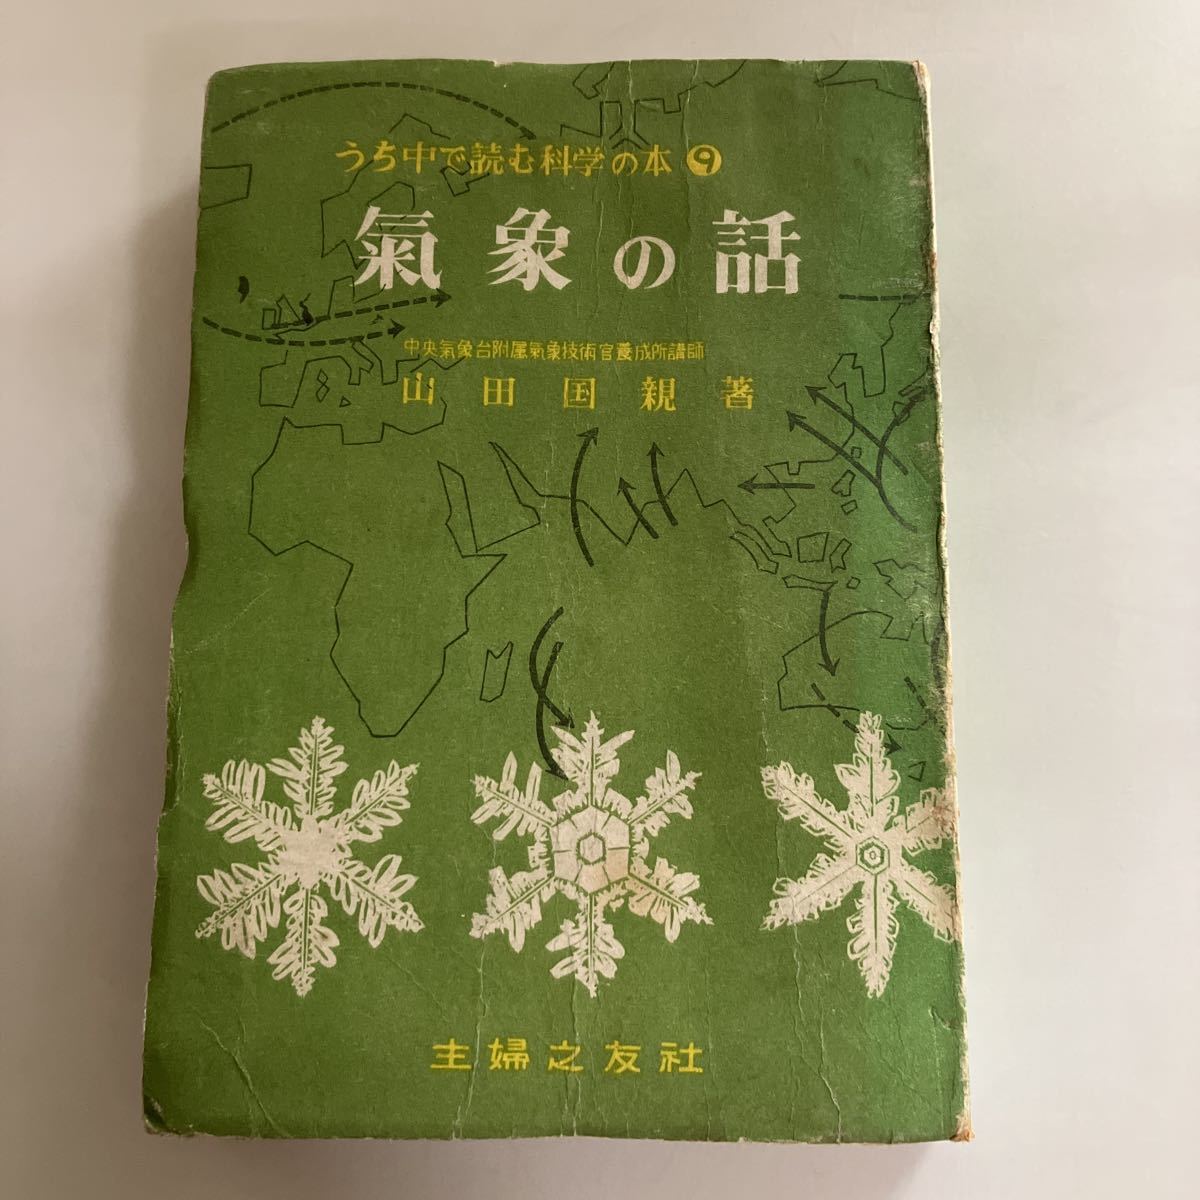 うち中で読む科学の本 9
氣象の話
中央氣象台附属氣象技術官養成所講師
山田国親著
主婦之友社